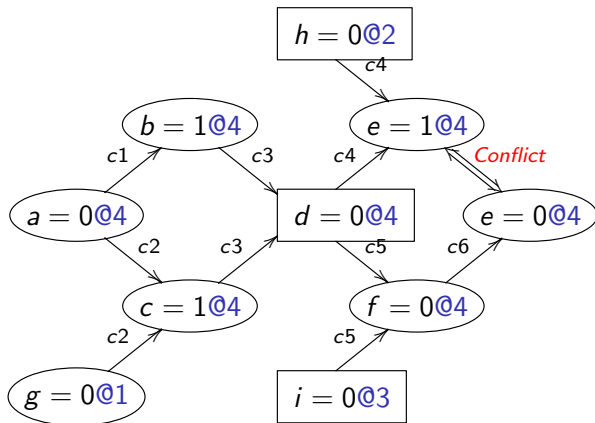 h = 0@2
c4
b = 1@4
e = 1@4
c1
c3
c4
Conflict
a = 0@4
d = 0@4
e = 0@4
c2
c3
c5
c6
c = 1@4
f = 0@4
c2
c5
g = 0@1
i = 0@3